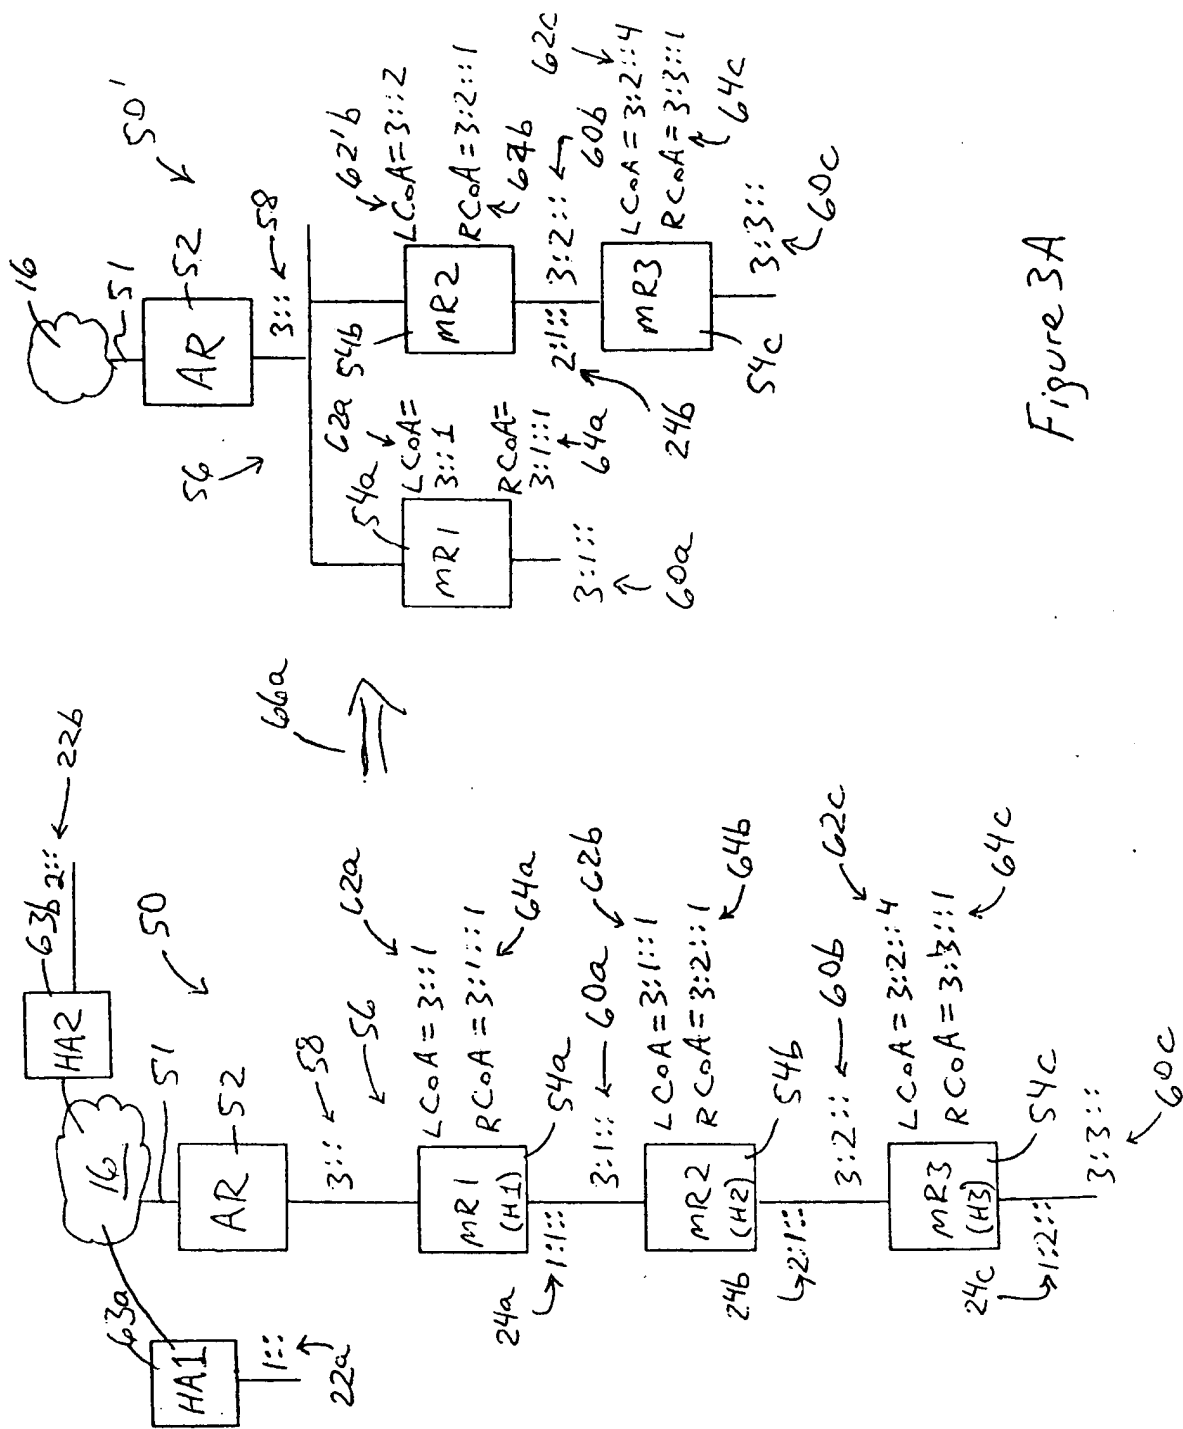 HA1
63a
1:::
22a
16
HA2
63b
2:::
22b
50
51
AR
52
3:::
58
56
MR1
(H1)
54a
LCoA = 3:::1
62a
RCoA = 3:1:::1
64a
24a
1:1:::
3:1:::
60a
MR2
(H2)
54b
LCoA = 3:1:::1
62b
RCoA = 3:2:::1
64b
24b
2:1:::
3:2:::
60b
MR3
(H3)
54c
LCoA = 3:2:::4
62c
RCoA = 3:3:::1
64c
24c
1:2:::
3:3:::
60c
66a
16
50'
51
AR
52
3:::
58
56
54a
MR1
62a
LCoA=
3:::1
RCoA=
3:1:::1
64a
3:1:::
60a
54b
MR2
62'b
LCoA=3:::2
RCoA=3:2:::1
64b
2:1:::
24b
3:2:::
60b
MR3
54c
62c
LCoA=3:2:::4
RCoA=3:3:::1
64c
3:3:::
60c
Figure 3A